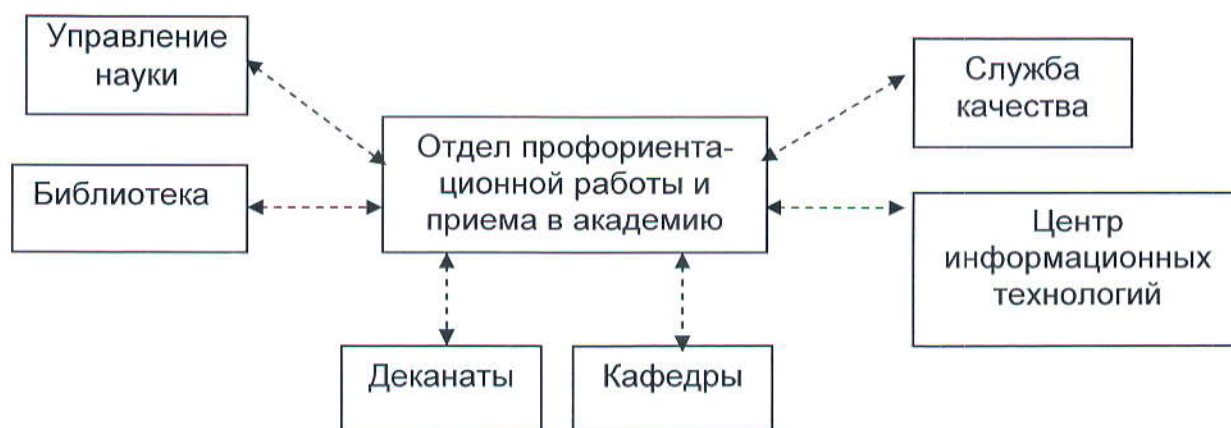 Управление
науки
Служба
качества
Отдел профориента-
ционной работы и
приема в академию
Библиотека
Центр
информационных
технологий
Деканаты
Кафедры